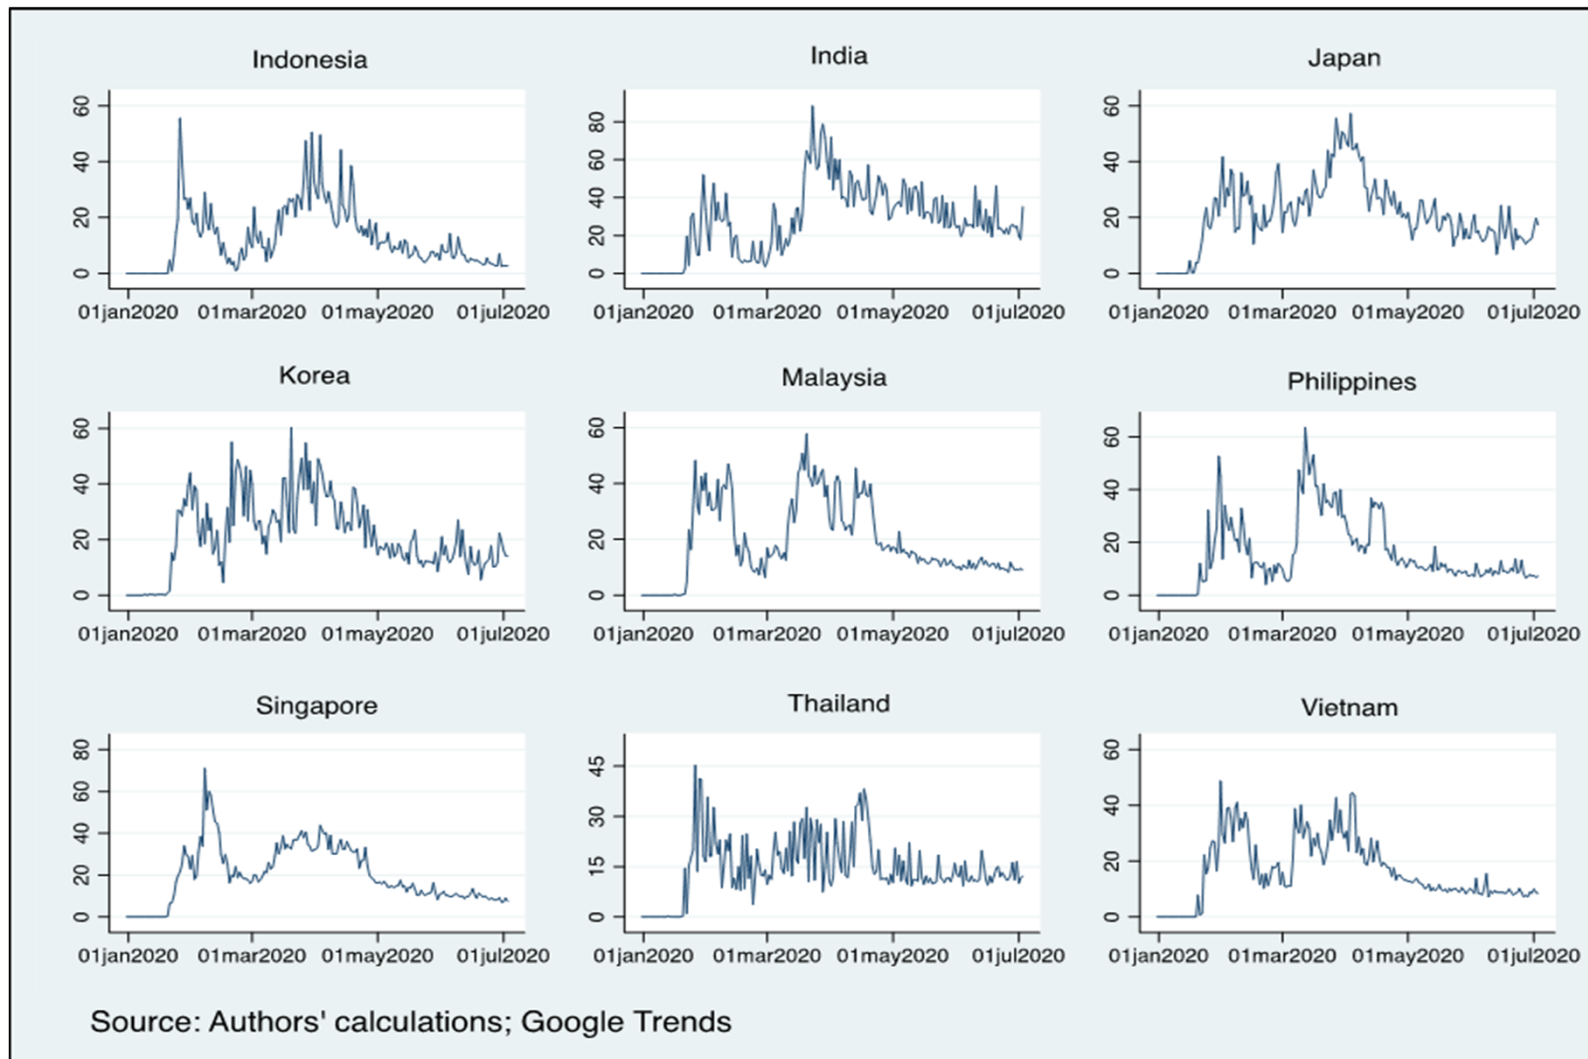 Indonesia
60
40
20
0
01jan2020 01mar2020 01may2020 01jul2020
India
80
60
40
20
0
01jan2020 01mar2020 01may2020 01jul2020
Japan
60
40
20
0
01jan2020 01mar2020 01may2020 01jul2020
Korea
60
40
20
0
01jan2020 01mar2020 01may2020 01jul2020
Malaysia
60
40
20
0
01jan2020 01mar2020 01may2020 01jul2020
Philippines
60
40
20
0
01jan2020 01mar2020 01may2020 01jul2020
Singapore
80
60
40
20
0
01jan2020 01mar2020 01may2020 01jul2020
Thailand
45
30
15
0
01jan2020 01mar2020 01may2020 01jul2020
Vietnam
60
40
20
0
01jan2020 01mar2020 01may2020 01jul2020
Source: Authors' calculations; Google Trends